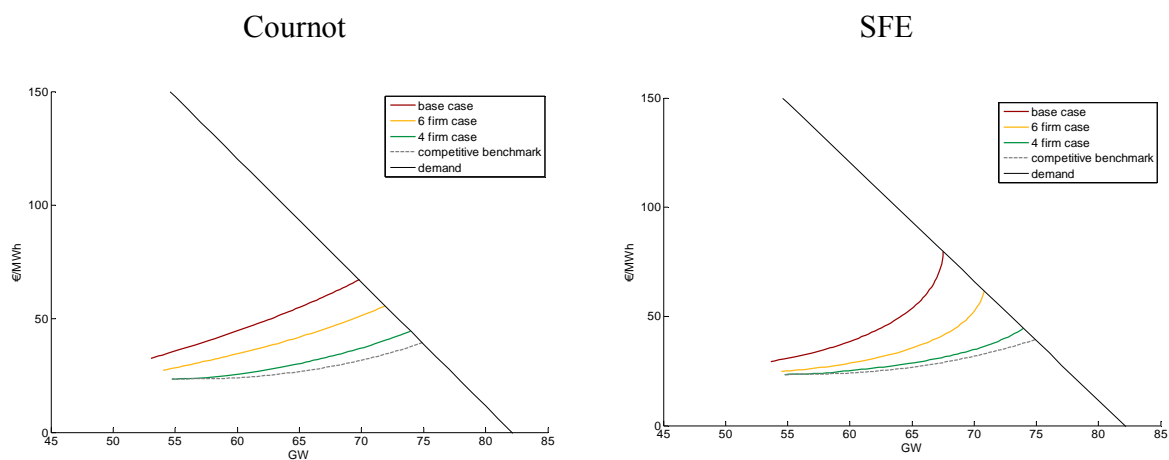 Cournot
150
100
50
0
€/MWh
45
50
55
60
65
70
75
80
85
GW
base case
6 firm case
4 firm case
competitive benchmark
demand
SFE
150
100
50
0
€/MWh
45
50
55
60
65
70
75
80
85
GW
base case
6 firm case
4 firm case
competitive benchmark
demand